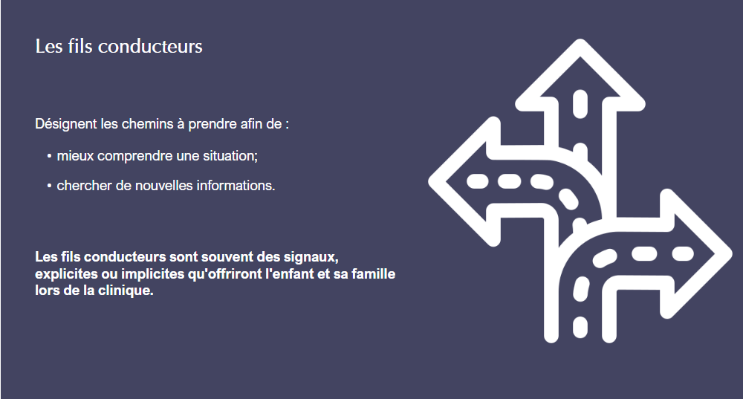 Les fils conducteurs
Désignent les chemins à prendre afin de :
• mieux comprendre une situation;
• chercher de nouvelles informations.
Les fils conducteurs sont souvent des signaux,
explicites ou implicites qu'offriront l'enfant et sa famille
lors de la clinique.